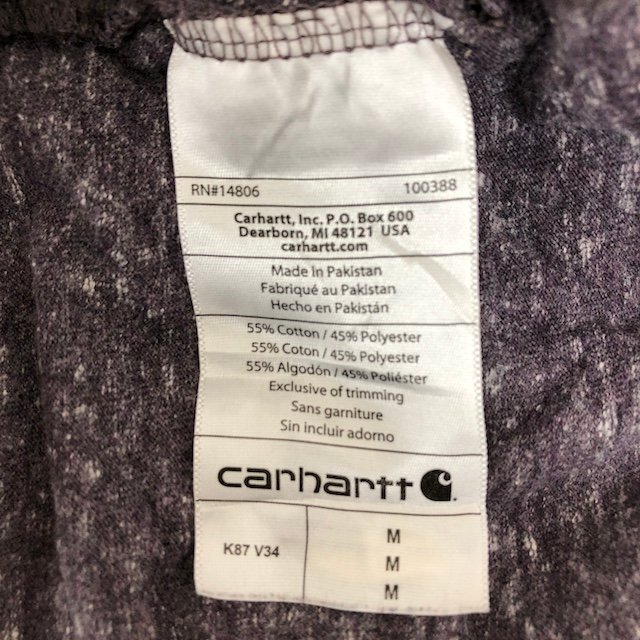 RN#14806 100388
Carhartt, Inc. P.O. Box 600
Dearborn, MI 48121 USA
carhartt.com
Made In Pakistan
Fabriqué au Pakistan
Hecho en Pakistán
55% Cotton / 45% Polyester
55% Coton / 45% Polyester
55% Algodón / 45% Poliéster
Exclusive of trimming
Sans garniture
Sin incluir adorno
carhartt
K87 V34
M
M
M